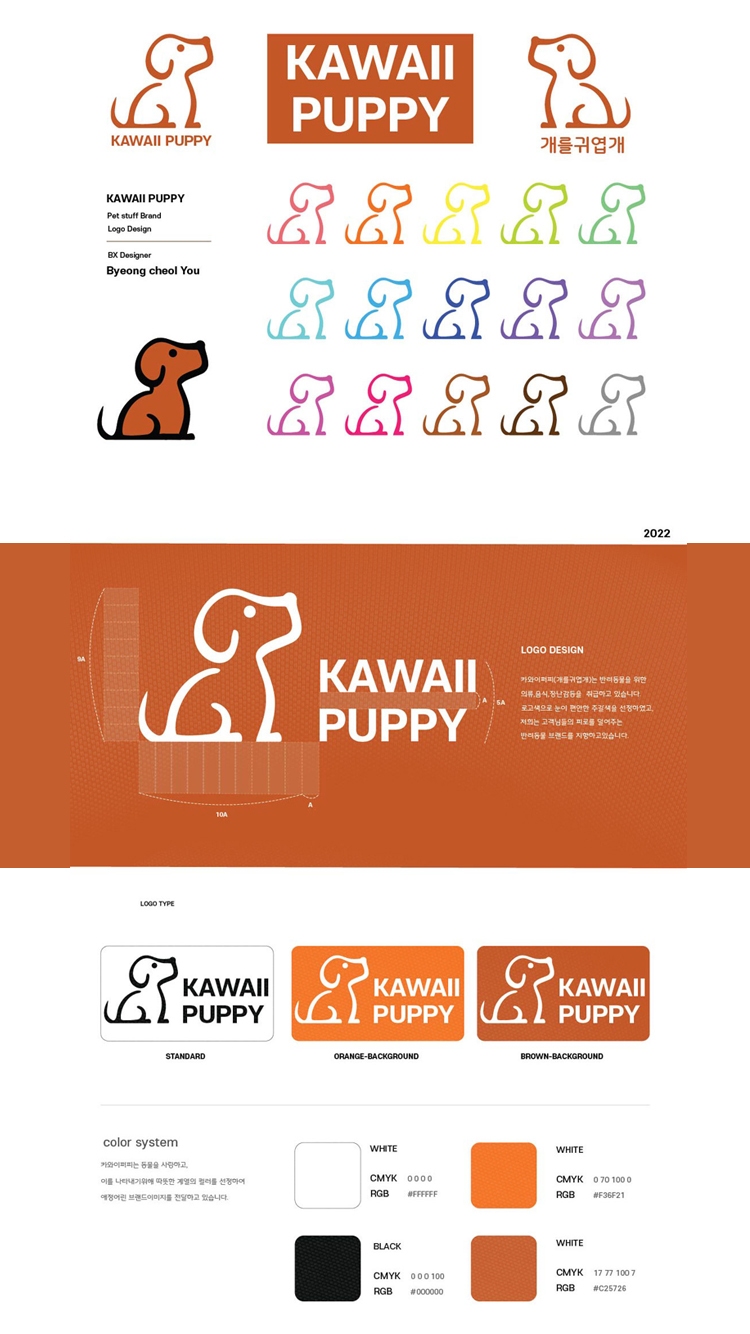 KAWAII PUPPY
KAWAII
PUPPY
개를귀엽개
KAWAII PUPPY
Pet stuff Brand
Logo Design
BX Designer
Byeong cheol You
2022
9A
KAWAII
PUPPY
A
5A
10A
A
LOGO DESIGN
카와이퍼피(개를귀엽개)는 반려동물을 위한
의류,음식,장난감등을 취급하고 있습니다.
로고색으로 눈이 편안한 주갈색을 선정하였고,
저희는 고객님들의 피로를 덜어주는
반려동물 브랜드를 지향하고있습니다.
LOGO TYPE
KAWAII
PUPPY
STANDARD
KAWAII
PUPPY
ORANGE-BACKGROUND
KAWAII
PUPPY
BROWN-BACKGROUND
color system
카와이퍼피는 동물을 사랑하고,
이를 나타내기위해 따뜻한 계열의 컬러를 선정하여
애정어린 브랜드이미지를 전달하고 있습니다.
WHITE
CMYK 0 0 0 0
RGB #FFFFFF
WHITE
CMYK 0 70 100 0
RGB #F36F21
BLACK
CMYK 0 0 0 100
RGB #000000
WHITE
CMYK 17 77 100 7
RGB #C25726